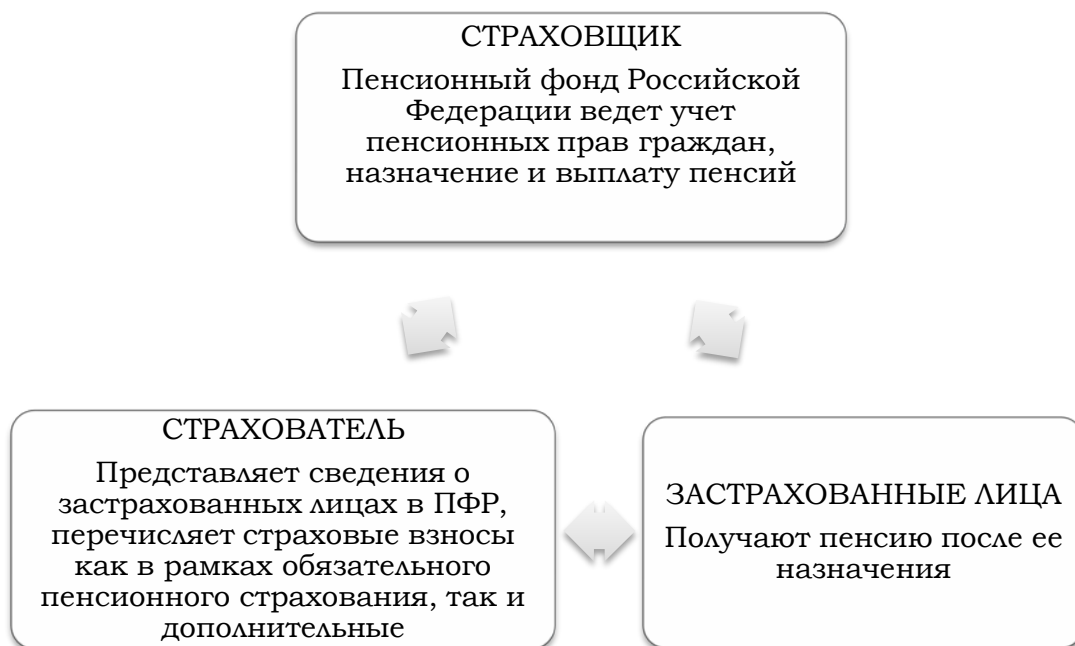 СТРАХОВЩИК
Пенсионный фонд Российской
Федерации ведет учет
пенсионных прав граждан,
назначение и выплату пенсий
СТРАХОВАТЕЛЬ
Представляет сведения о
застрахованных лицах в ПФР,
перечисляет страховые взносы
как в рамках обязательного
пенсионного страхования, так и
дополнительные
ЗАСТРАХОВАННЫЕ ЛИЦА
Получают пенсию после ее
назначения